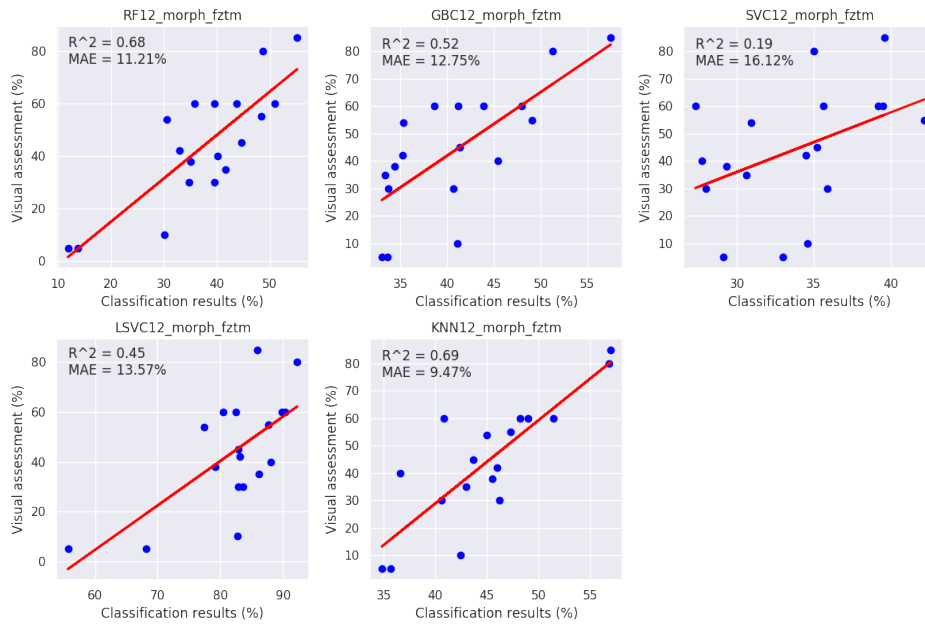 RF12_morph_fztm
R^2 = 0.68
MAE = 11.21%
Visual assessment (%)
80
60
40
20
0
10 20 30 40 50
Classification results (%)
GBC12_morph_fztm
R^2 = 0.52
MAE = 12.75%
Visual assessment (%)
80
70
60
50
40
30
20
10
35 40 45 50 55
Classification results (%)
SVC12_morph_fztm
R^2 = 0.19
MAE = 16.12%
Visual assessment (%)
80
70
60
50
40
30
20
10
30 35 40
Classification results (%)
LSVC12_morph_fztm
R^2 = 0.45
MAE = 13.57%
Visual assessment (%)
80
60
40
20
0
60 70 80 90
Classification results (%)
KNN12_morph_fztm
R^2 = 0.69
MAE = 9.47%
Visual assessment (%)
80
70
60
50
40
30
20
10
35 40 45 50 55
Classification results (%)